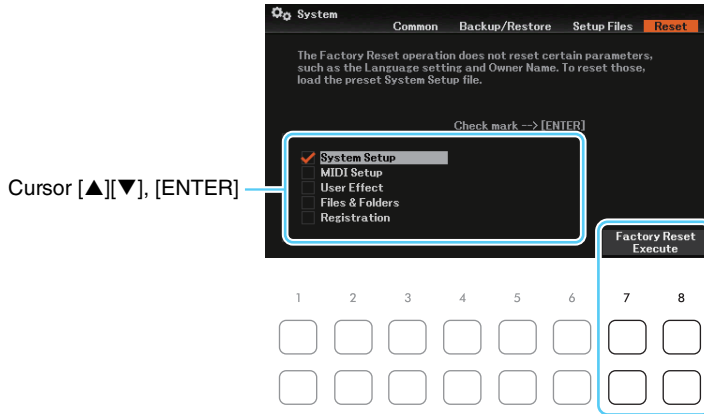 System
Common Backup/Restore Setup Files Reset
The Factory Reset operation does not reset certain parameters,
such as the Language setting and Owner Name. To reset those,
load the preset System Setup file.
Check mark --> [ENTER]
Cursor [▲][▼], [ENTER]
System Setup
MIDI Setup
User Effect
Files & Folders
Registration
Factory Reset
Execute
1 2 3 4 5 6 7 8